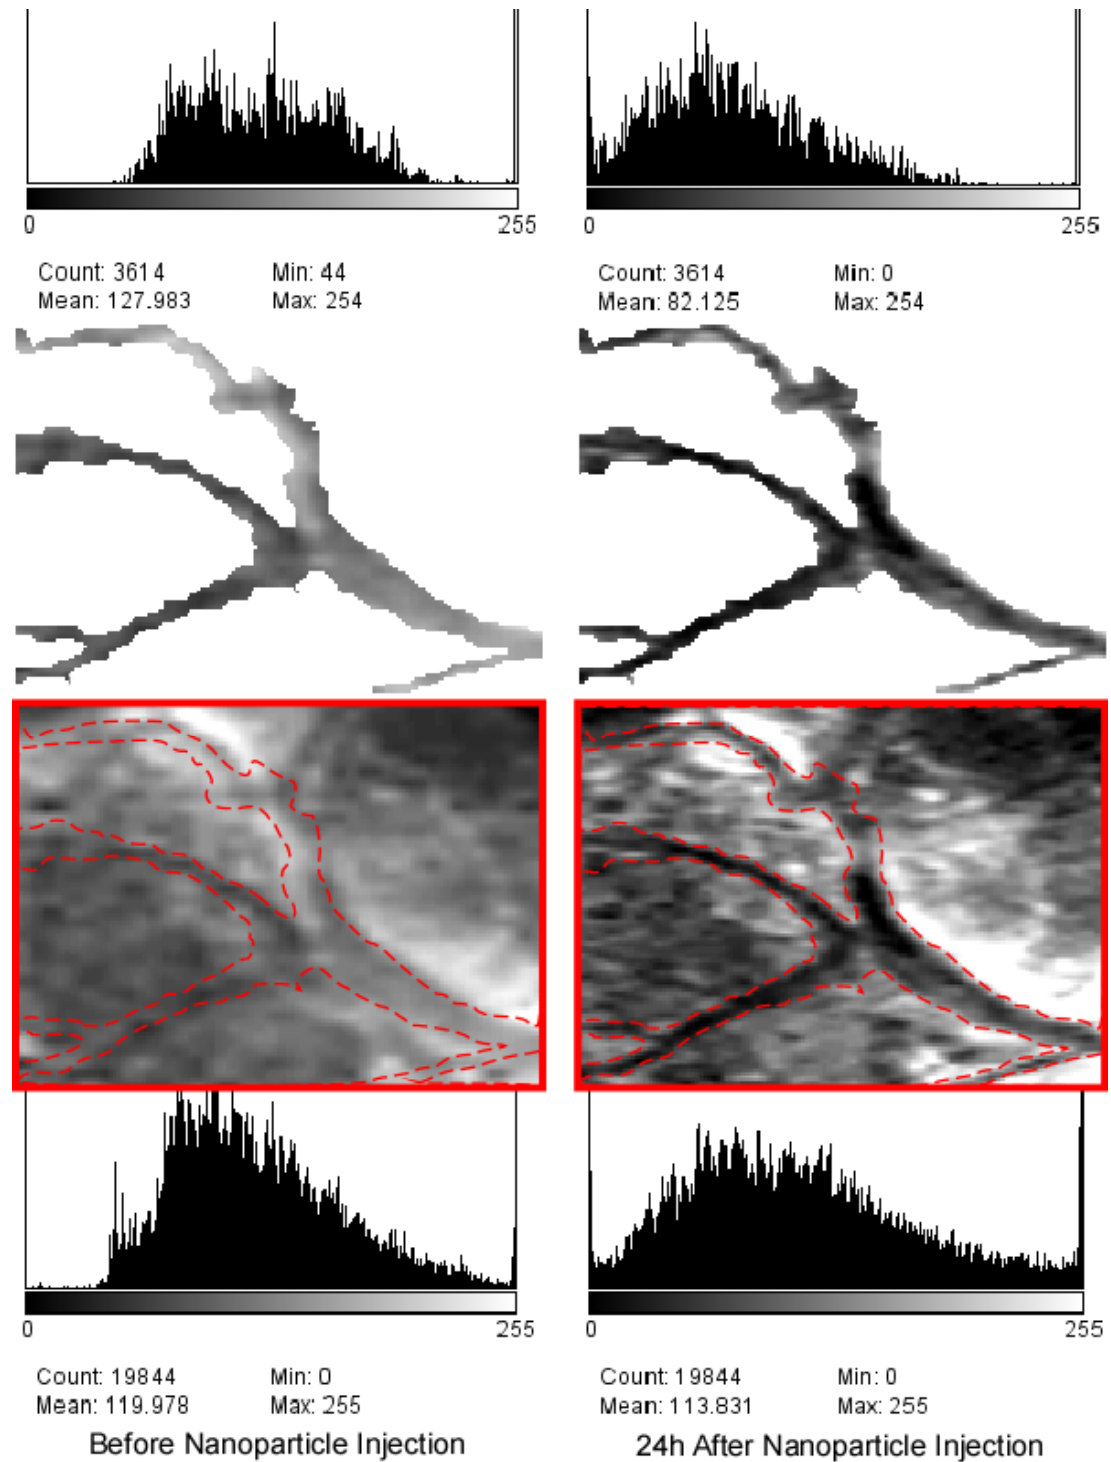 0 255 0 255
Count: 3614 Min: 44 Count: 3614 Min: 0
Mean: 127.983 Max: 254 Mean: 82.125 Max: 254
0 255 0 255
Count: 19844 Min: 0 Count: 19844 Min: 0
Mean: 119.978 Max: 255 Mean: 113.831 Max: 255
Before Nanoparticle Injection 24h After Nanoparticle Injection